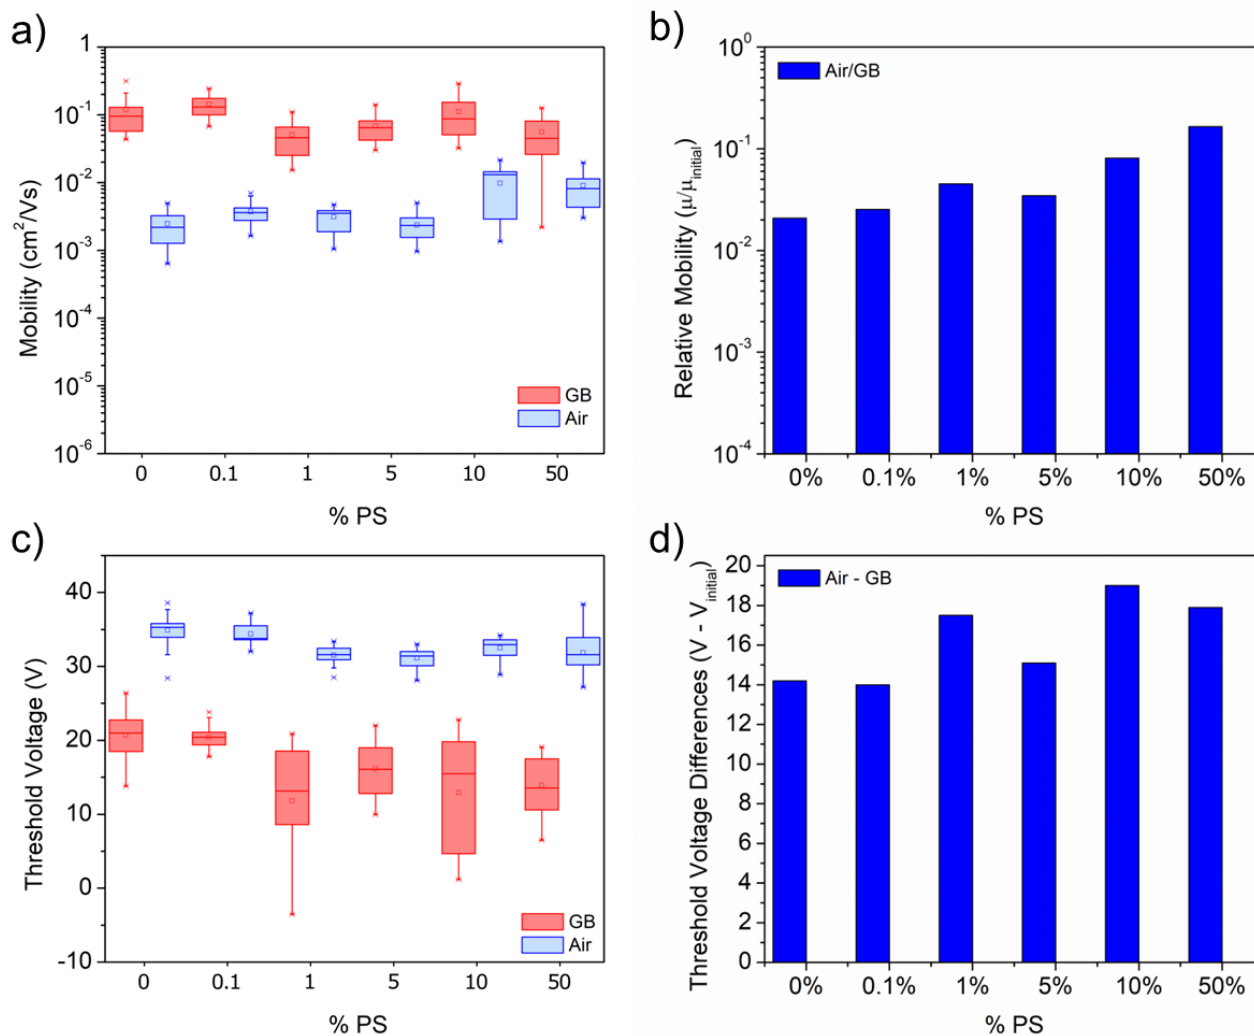 a)
1
10^-1
10^-2
10^-3
10^-4
10^-5
10^-6
Mobility (cm^2/Vs)
GB
Air
0 0.1 1 5 10 50
% PS
b)
10^0
10^-1
10^-2
10^-3
10^-4
Relative Mobility (μ/μ_initial)
Air/GB
0% 0.1% 1% 5% 10% 50%
% PS
c)
40
30
20
10
0
-10
Threshold Voltage (V)
GB
Air
0 0.1 1 5 10 50
% PS
d)
20
18
16
14
12
10
8
6
4
2
0
Threshold Voltage Differences (V - V_initial)
Air - GB
0% 0.1% 1% 5% 10% 50%
% PS